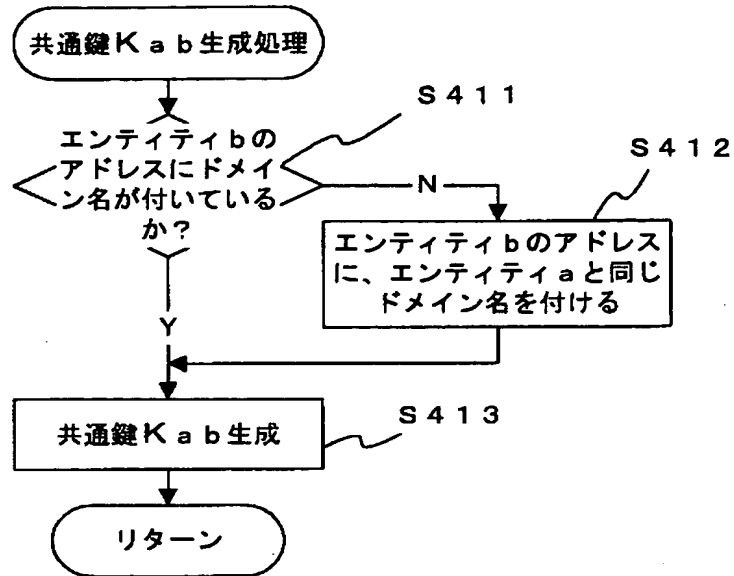 共通鍵Ｋａｂ生成処理
Ｓ４１１
エンティティｂの
アドレスにドメイ
ン名が付いている
か？
Ｓ４１２
Ｎ
エンティティｂのアドレス
に、エンティティａと同じ
ドメイン名を付ける
Ｙ
共通鍵Ｋａｂ生成
Ｓ４１３
リターン